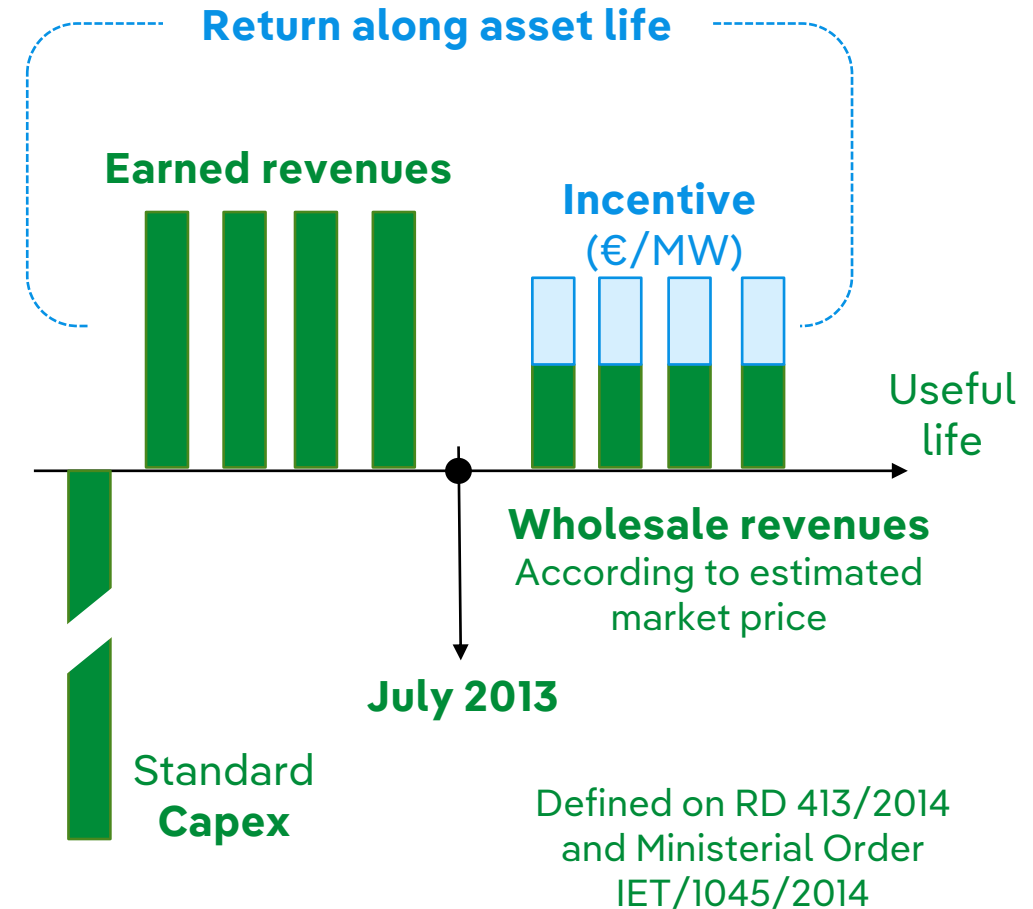 Return along asset life
Earned revenues
Incentive
(€/MW)
Useful
life
Wholesale revenues
According to estimated
market price
July 2013
Standard
Capex
Defined on RD 413/2014
and Ministerial Order
IET/1045/2014